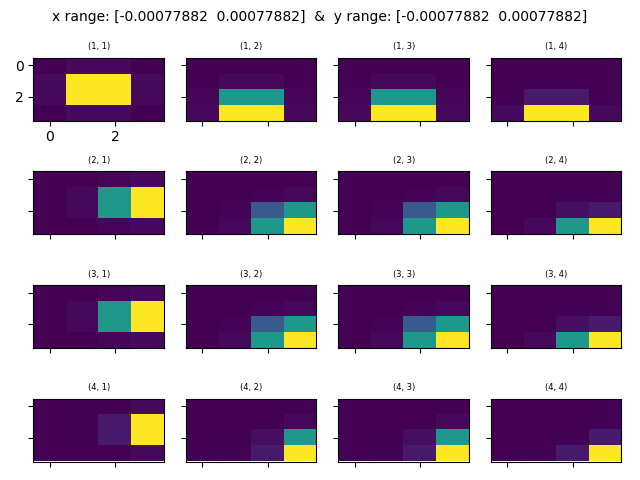 x range: [-0.00077882  0.00077882]  &  y range: [-0.00077882  0.00077882]
(1, 1) (1, 2) (1, 3) (1, 4)
0
2
0 2
(2, 1) (2, 2) (2, 3) (2, 4)
(3, 1) (3, 2) (3, 3) (3, 4)
(4, 1) (4, 2) (4, 3) (4, 4)